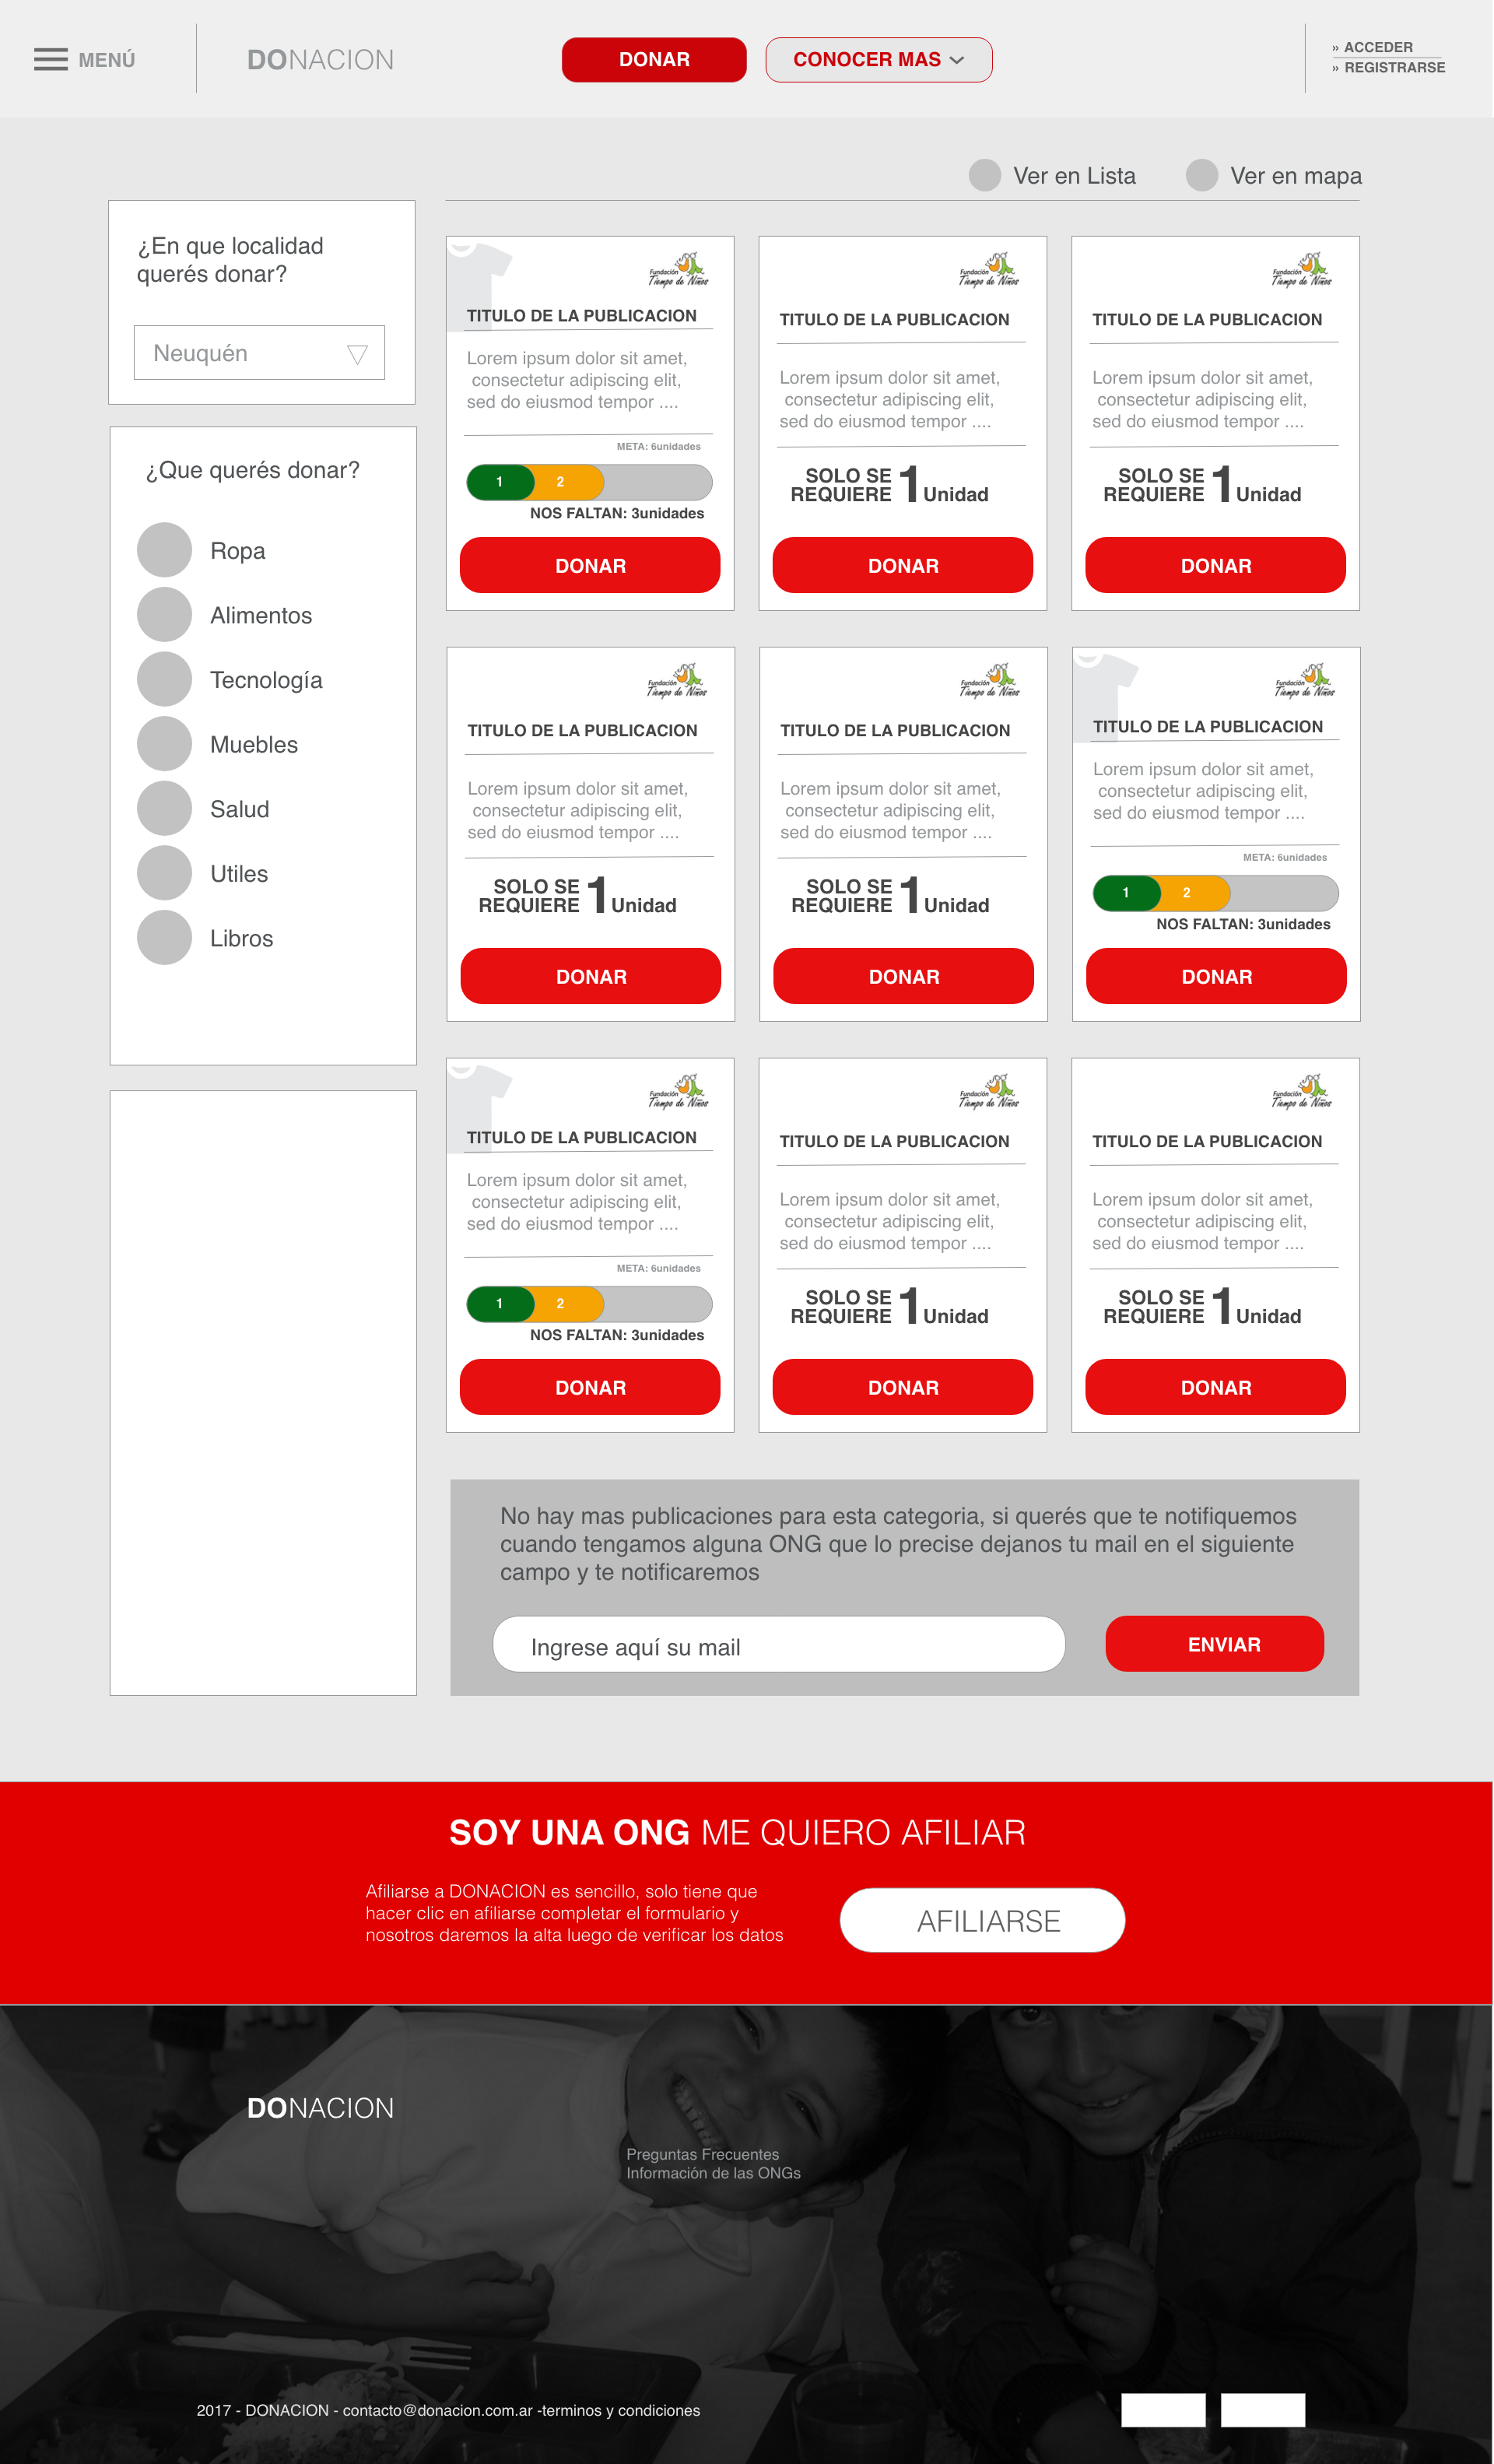 MENÚ
DONACION
DONAR
CONOCER MAS
» ACCEDER
» REGISTRARSE
Ver en Lista
Ver en mapa
¿En que localidad
querés donar?
Neuquén
¿Que querés donar?
Ropa
Alimentos
Tecnología
Muebles
Salud
Utiles
Libros
Fundación
Tiempo de Niños
TITULO DE LA PUBLICACION
Lorem ipsum dolor sit amet,
consectetur adipiscing elit,
sed do eiusmod tempor ....
META: 6unidades
1 2
NOS FALTAN: 3unidades
DONAR
Fundación
Tiempo de Niños
TITULO DE LA PUBLICACION
Lorem ipsum dolor sit amet,
consectetur adipiscing elit,
sed do eiusmod tempor ....
SOLO SE
REQUIERE 1 Unidad
DONAR
Fundación
Tiempo de Niños
TITULO DE LA PUBLICACION
Lorem ipsum dolor sit amet,
consectetur adipiscing elit,
sed do eiusmod tempor ....
SOLO SE
REQUIERE 1 Unidad
DONAR
Fundación
Tiempo de Niños
TITULO DE LA PUBLICACION
Lorem ipsum dolor sit amet,
consectetur adipiscing elit,
sed do eiusmod tempor ....
SOLO SE
REQUIERE 1 Unidad
DONAR
Fundación
Tiempo de Niños
TITULO DE LA PUBLICACION
Lorem ipsum dolor sit amet,
consectetur adipiscing elit,
sed do eiusmod tempor ....
SOLO SE
REQUIERE 1 Unidad
DONAR
Fundación
Tiempo de Niños
TITULO DE LA PUBLICACION
Lorem ipsum dolor sit amet,
consectetur adipiscing elit,
sed do eiusmod tempor ....
META: 6unidades
1 2
NOS FALTAN: 3unidades
DONAR
Fundación
Tiempo de Niños
TITULO DE LA PUBLICACION
Lorem ipsum dolor sit amet,
consectetur adipiscing elit,
sed do eiusmod tempor ....
META: 6unidades
1 2
NOS FALTAN: 3unidades
DONAR
Fundación
Tiempo de Niños
TITULO DE LA PUBLICACION
Lorem ipsum dolor sit amet,
consectetur adipiscing elit,
sed do eiusmod tempor ....
SOLO SE
REQUIERE 1 Unidad
DONAR
Fundación
Tiempo de Niños
TITULO DE LA PUBLICACION
Lorem ipsum dolor sit amet,
consectetur adipiscing elit,
sed do eiusmod tempor ....
SOLO SE
REQUIERE 1 Unidad
DONAR
No hay mas publicaciones para esta categoria, si querés que te notifiquemos
cuando tengamos alguna ONG que lo precise dejanos tu mail en el siguiente
campo y te notificaremos
Ingrese aquí su mail
ENVIAR
SOY UNA ONG ME QUIERO AFILIAR
Afiliarse a DONACION es sencillo, solo tiene que
hacer clic en afiliarse completar el formulario y
nosotros daremos la alta luego de verificar los datos
AFILIARSE
DONACION
Preguntas Frecuentes
Información de las ONGs
2017 - DONACION - contacto@donacion.com.ar -terminos y condiciones